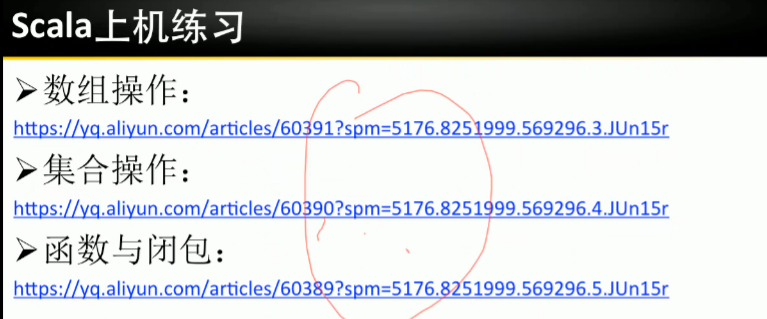 Scala上机练习
➢数组操作：
https://yq.aliyun.com/articles/60391?spm=5176.8251999.569296.3.JUn15r
➢集合操作：
https://yq.aliyun.com/articles/60390?spm=5176.8251999.569296.4.JUn15r
➢函数与闭包：
https://yq.aliyun.com/articles/60389?spm=5176.8251999.569296.5.JUn15r